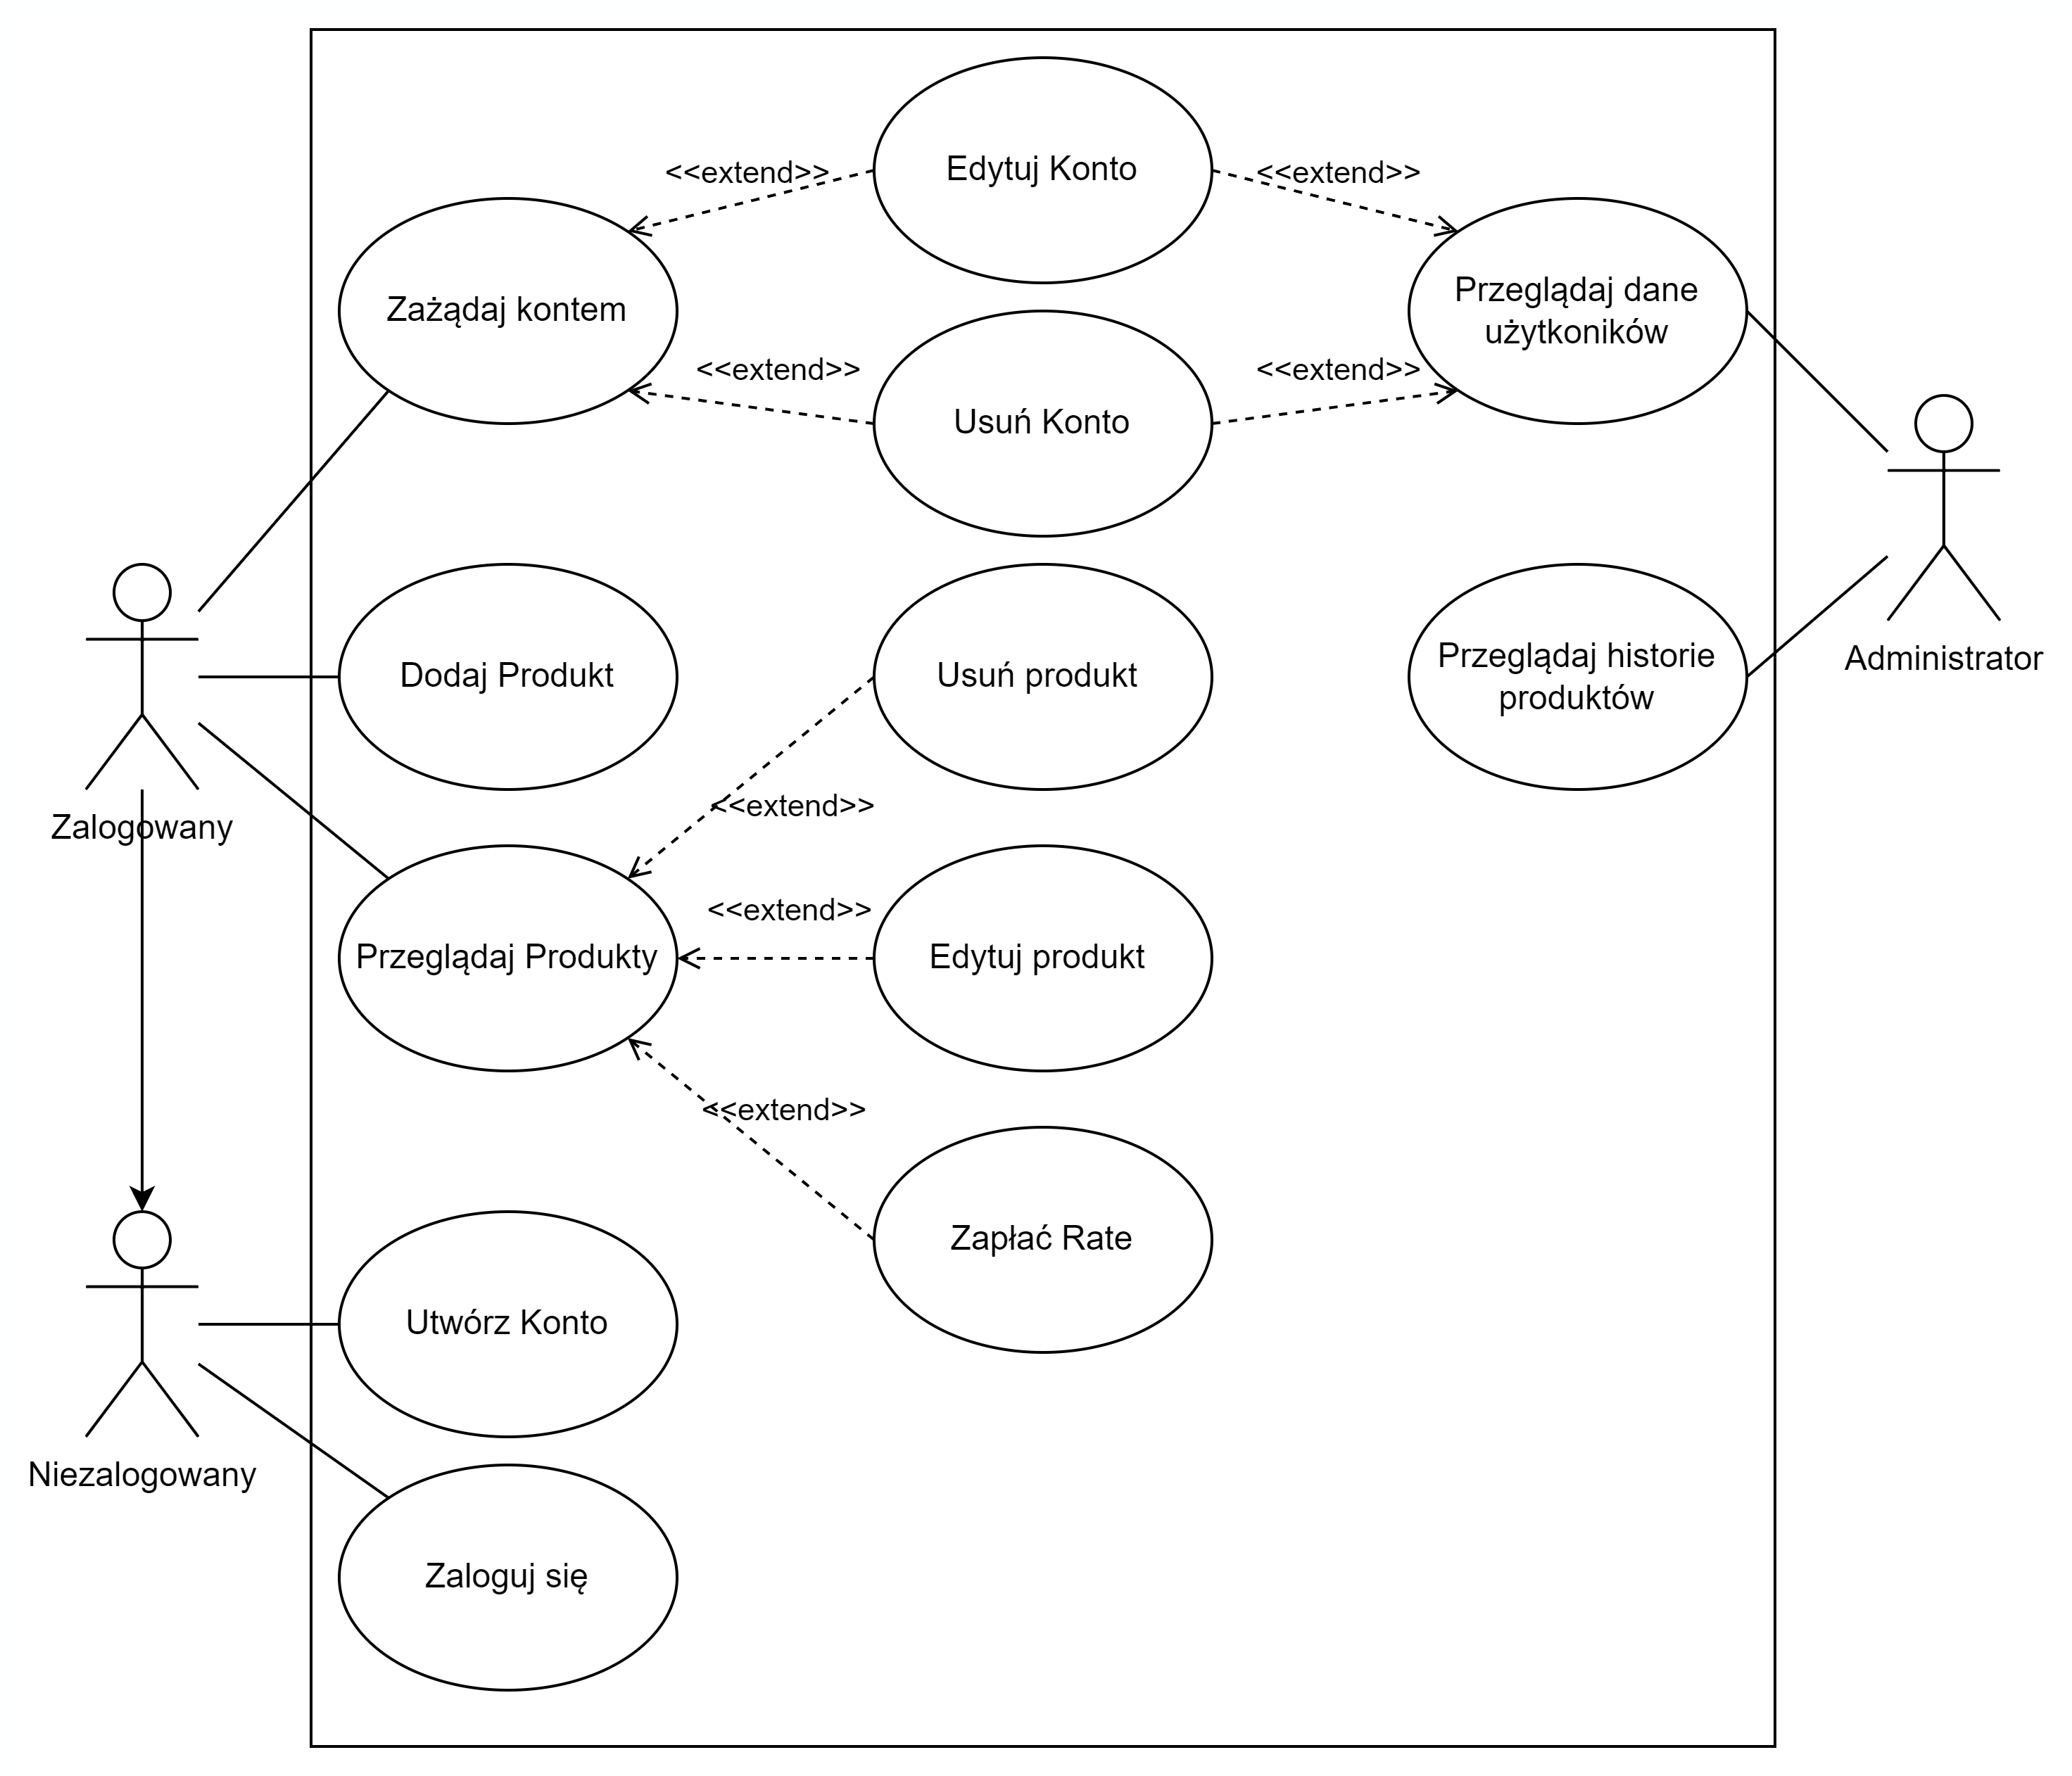 Edytuj Konto
<<extend>>
<<extend>>
Zażądaj kontem
Przeglądaj dane
użytkoników
<<extend>>
<<extend>>
Usuń Konto
Dodaj Produkt
Usuń produkt
Przeglądaj historie
produktów
Administrator
Zalogowany
<<extend>>
<<extend>>
Przeglądaj Produkty
Edytuj produkt
<<extend>>
Zapłać Rate
Utwórz Konto
Niezalogowany
Zaloguj się